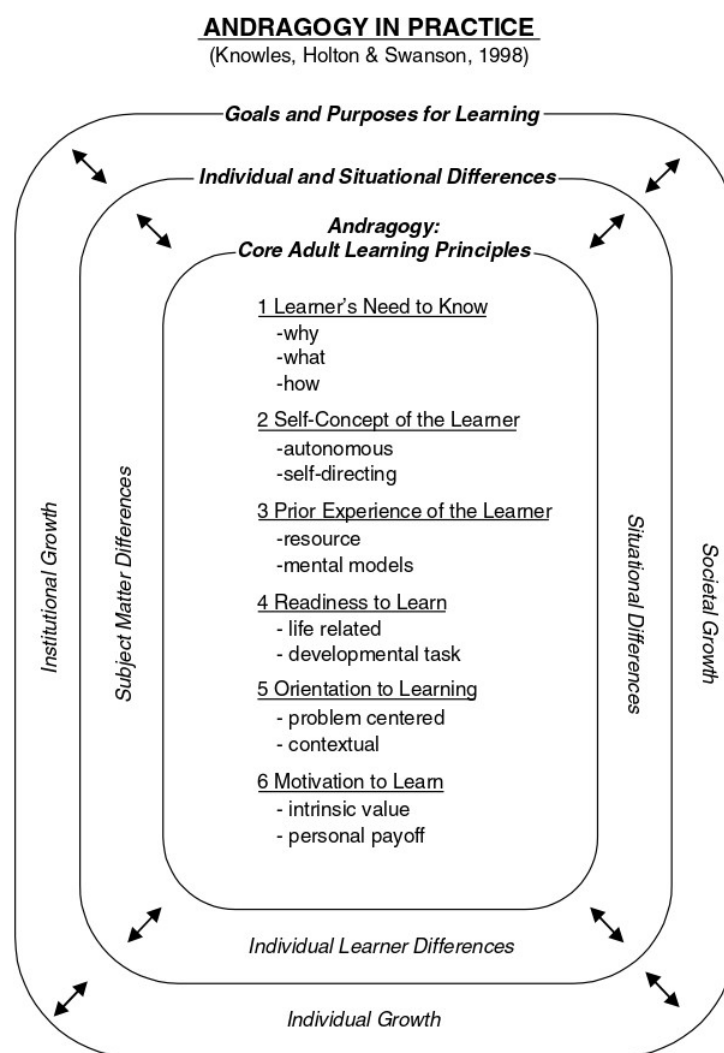 ANDRAGOGY IN PRACTICE
(Knowles, Holton & Swanson, 1998)
Goals and Purposes for Learning
Individual and Situational Differences
Andragogy:
Core Adult Learning Principles
1 Learner's Need to Know
-why
-what
-how
2 Self-Concept of the Learner
-autonomous
-self-directing
3 Prior Experience of the Learner
-resource
-mental models
4 Readiness to Learn
- life related
- developmental task
5 Orientation to Learning
- problem centered
- contextual
6 Motivation to Learn
- intrinsic value
- personal payoff
Institutional Growth
Subject Matter Differences
Situational Differences
Societal Growth
Individual Learner Differences
Individual Growth